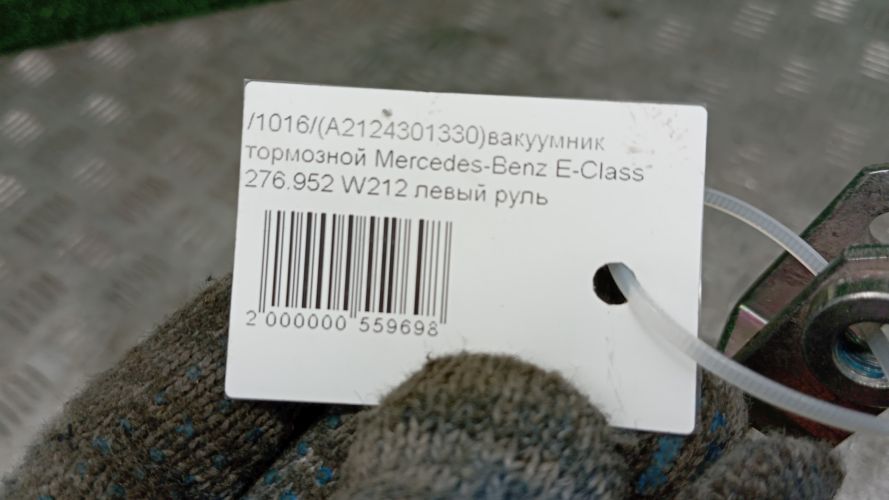 /1016/(A2124301330)вакуумник
тормозной Mercedes-Benz E-Class
276.952 W212 левый руль
2 000000 559698